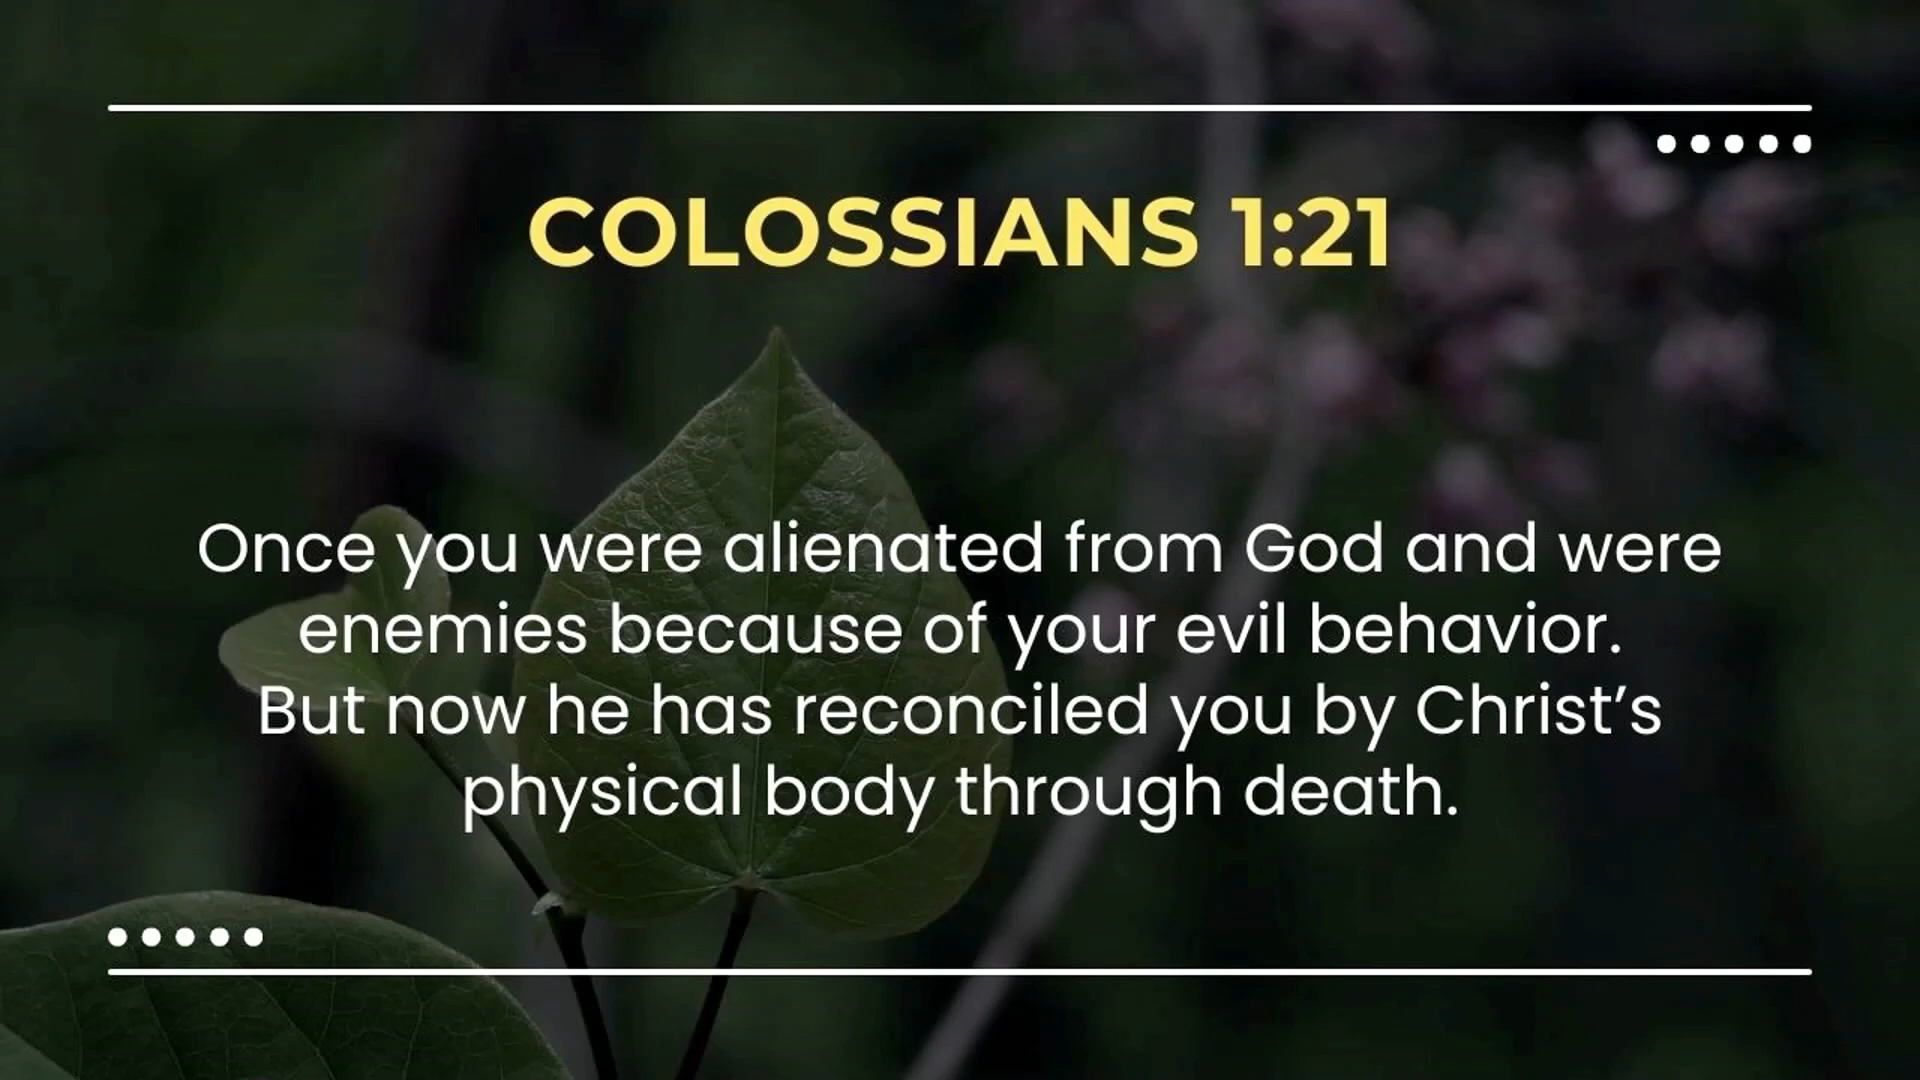 COLOSSIANS 1:21
Once you were alienated from God and were
enemies because of your evil behavior.
But now he has reconciled you by Christ’s
physical body through death.